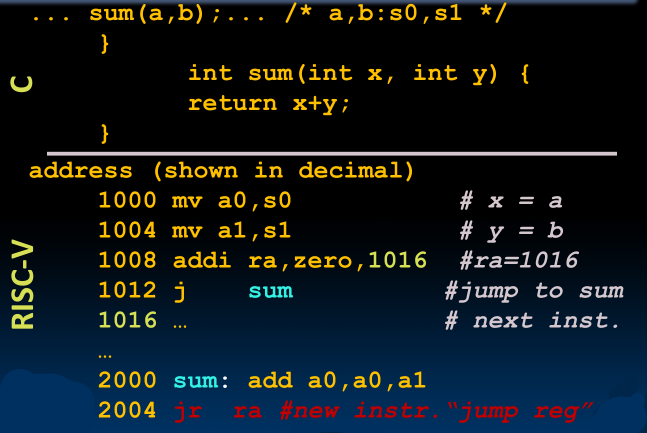 ... sum(a,b);... /* a,b:s0,s1 */
}
C
int sum(int x, int y) {
return x+y;
}
address (shown in decimal)
RISC-V
1000 mv a0,s0 # x = a
1004 mv a1,s1 # y = b
1008 addi ra,zero,1016 #ra=1016
1012 j sum #jump to sum
1016 … # next inst.
…
2000 sum: add a0,a0,a1
2004 jr ra #new instr.“jump reg”